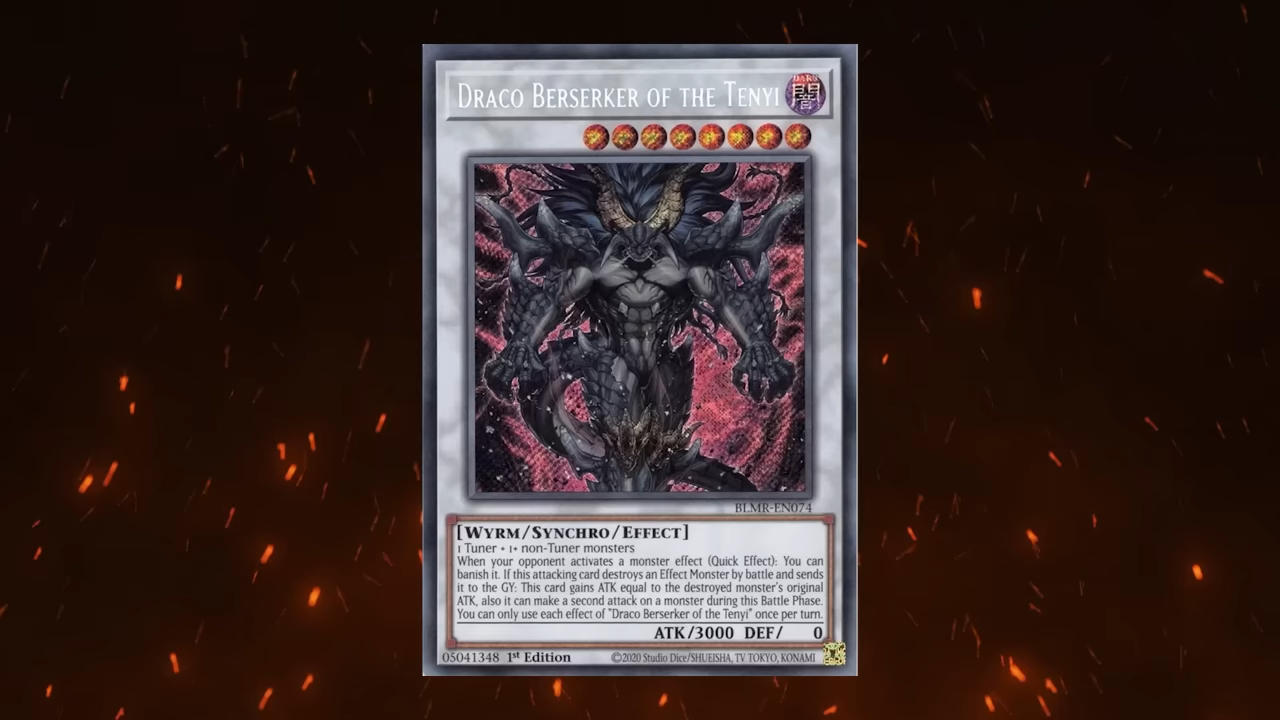 DRACO BERSERKER OF THE TENYI
DARK
闇
BLMR-EN074
[WYRM/SYNCHRO/EFFECT]
1 Tuner + 1+ non-Tuner monsters
When your opponent activates a monster effect (Quick Effect): You can
banish it. If this attacking card destroys an Effect Monster by battle and sends
it to the GY: This card gains ATK equal to the destroyed monster's original
ATK, also it can make a second attack on a monster during this Battle Phase.
You can only use each effect of "Draco Berserker of the Tenyi" once per turn.
ATK/3000 DEF/ 0
05041348 1st Edition ©2020 Studio Dice/SHUEISHA, TV TOKYO, KONAMI